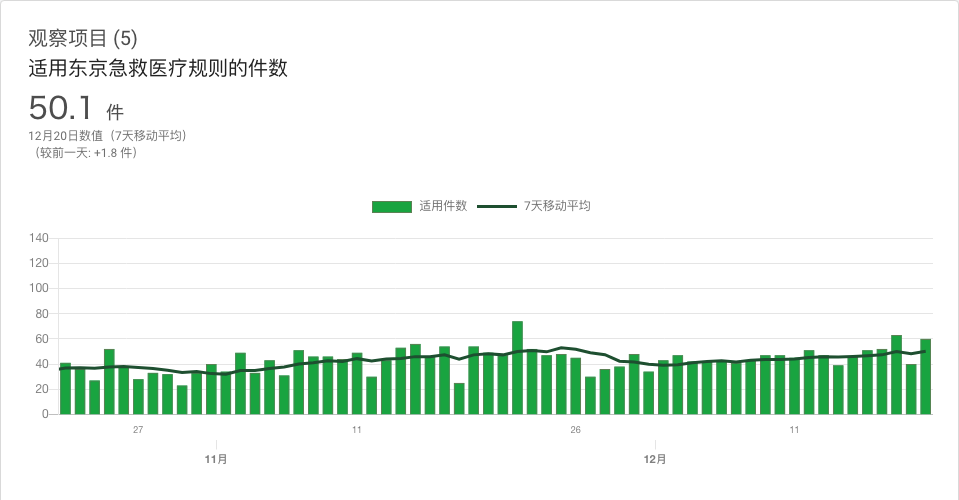 观察项目 (5)
适用东京急救医疗规则的件数
50.1 件
12月20日数值（7天移动平均）
（较前一天: +1.8 件）
适用件数 7天移动平均
140
120
100
80
60
40
20
0
27 11 26 11
11月 12月